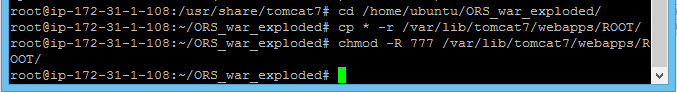 root@ip-172-31-1-108:/usr/share/tomcat7# cd /home/ubuntu/ORS_war_exploded/
root@ip-172-31-1-108:~/ORS_war_exploded# cp * -r /var/lib/tomcat7/webapps/ROOT/
root@ip-172-31-1-108:~/ORS_war_exploded# chmod -R 777 /var/lib/tomcat7/webapps/R
OOT/
root@ip-172-31-1-108:~/ORS_war_exploded#